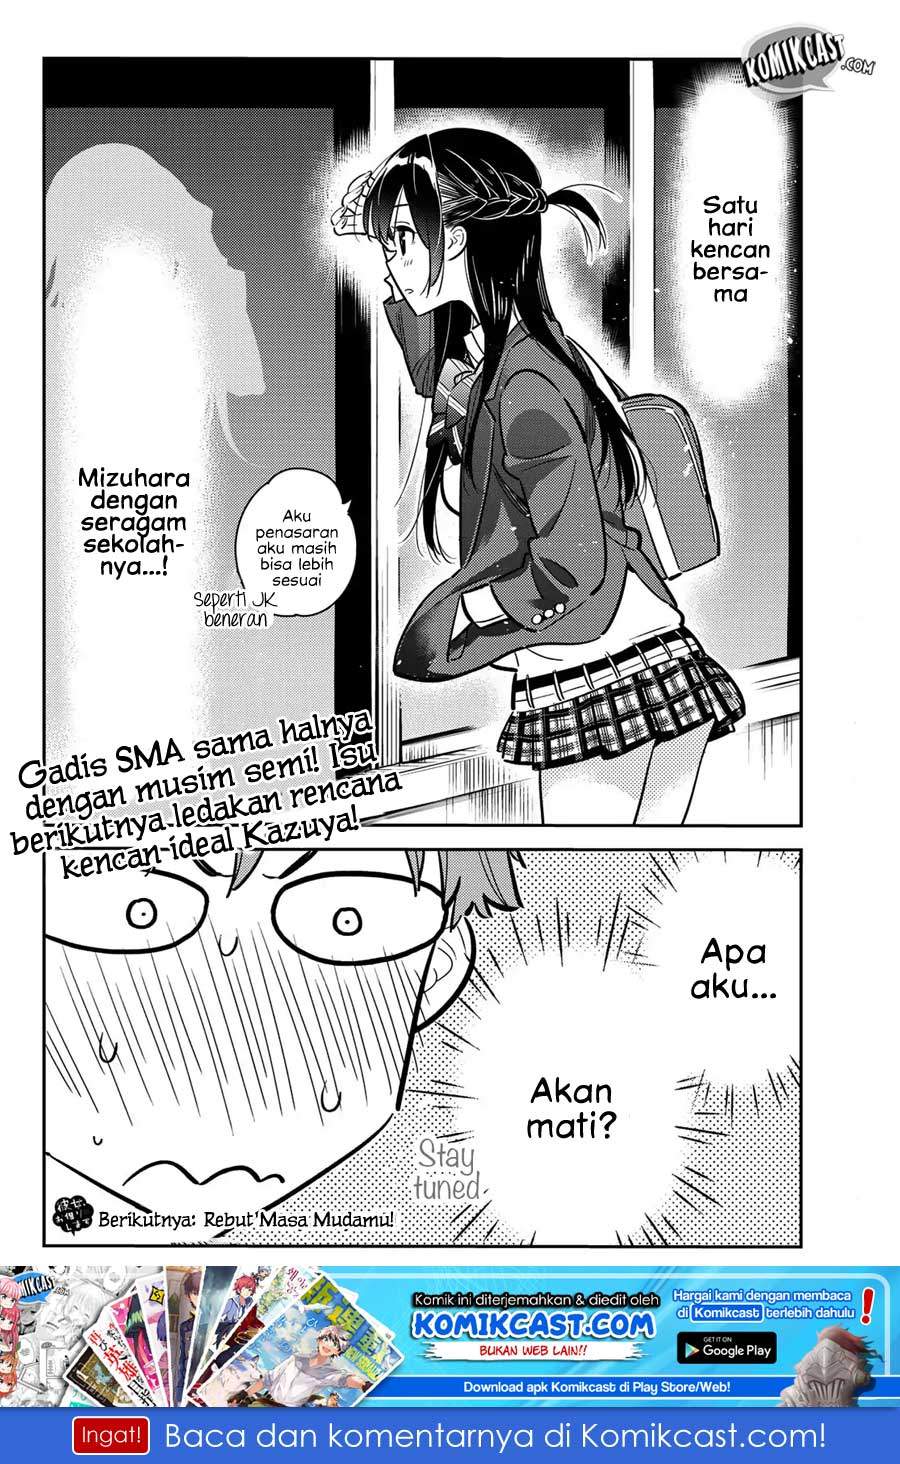 KOMIKCAST.COM
Satu
hari
kencan
bersa-
ma
Mizuhara
dengan
seragam
sekolah-
nya...!
Aku
penasaran
aku masih
bisa lebih
sesuai
seperti JK
beneran
Gadis SMA sama halnya
dengan musim semi! Isu
berikutnya ledakan rencana
kencan ideal Kazuya!
Apa
aku...
Akan
mati?
Stay
tuned
Berikutnya: Rebut Masa Mudamu!
KOMIKCAST.COM
Komik ini diterjemahkan & diedit oleh
KOMIKCAST.COM
BUKAN WEB LAIN!!
Hargai kami dengan membaca
di Komikcast terlebih dahulu !
GET IT ON
Google Play
Download apk Komikcast di Play Store/Web!
Ingat! Baca dan komentarnya di Komikcast.com!